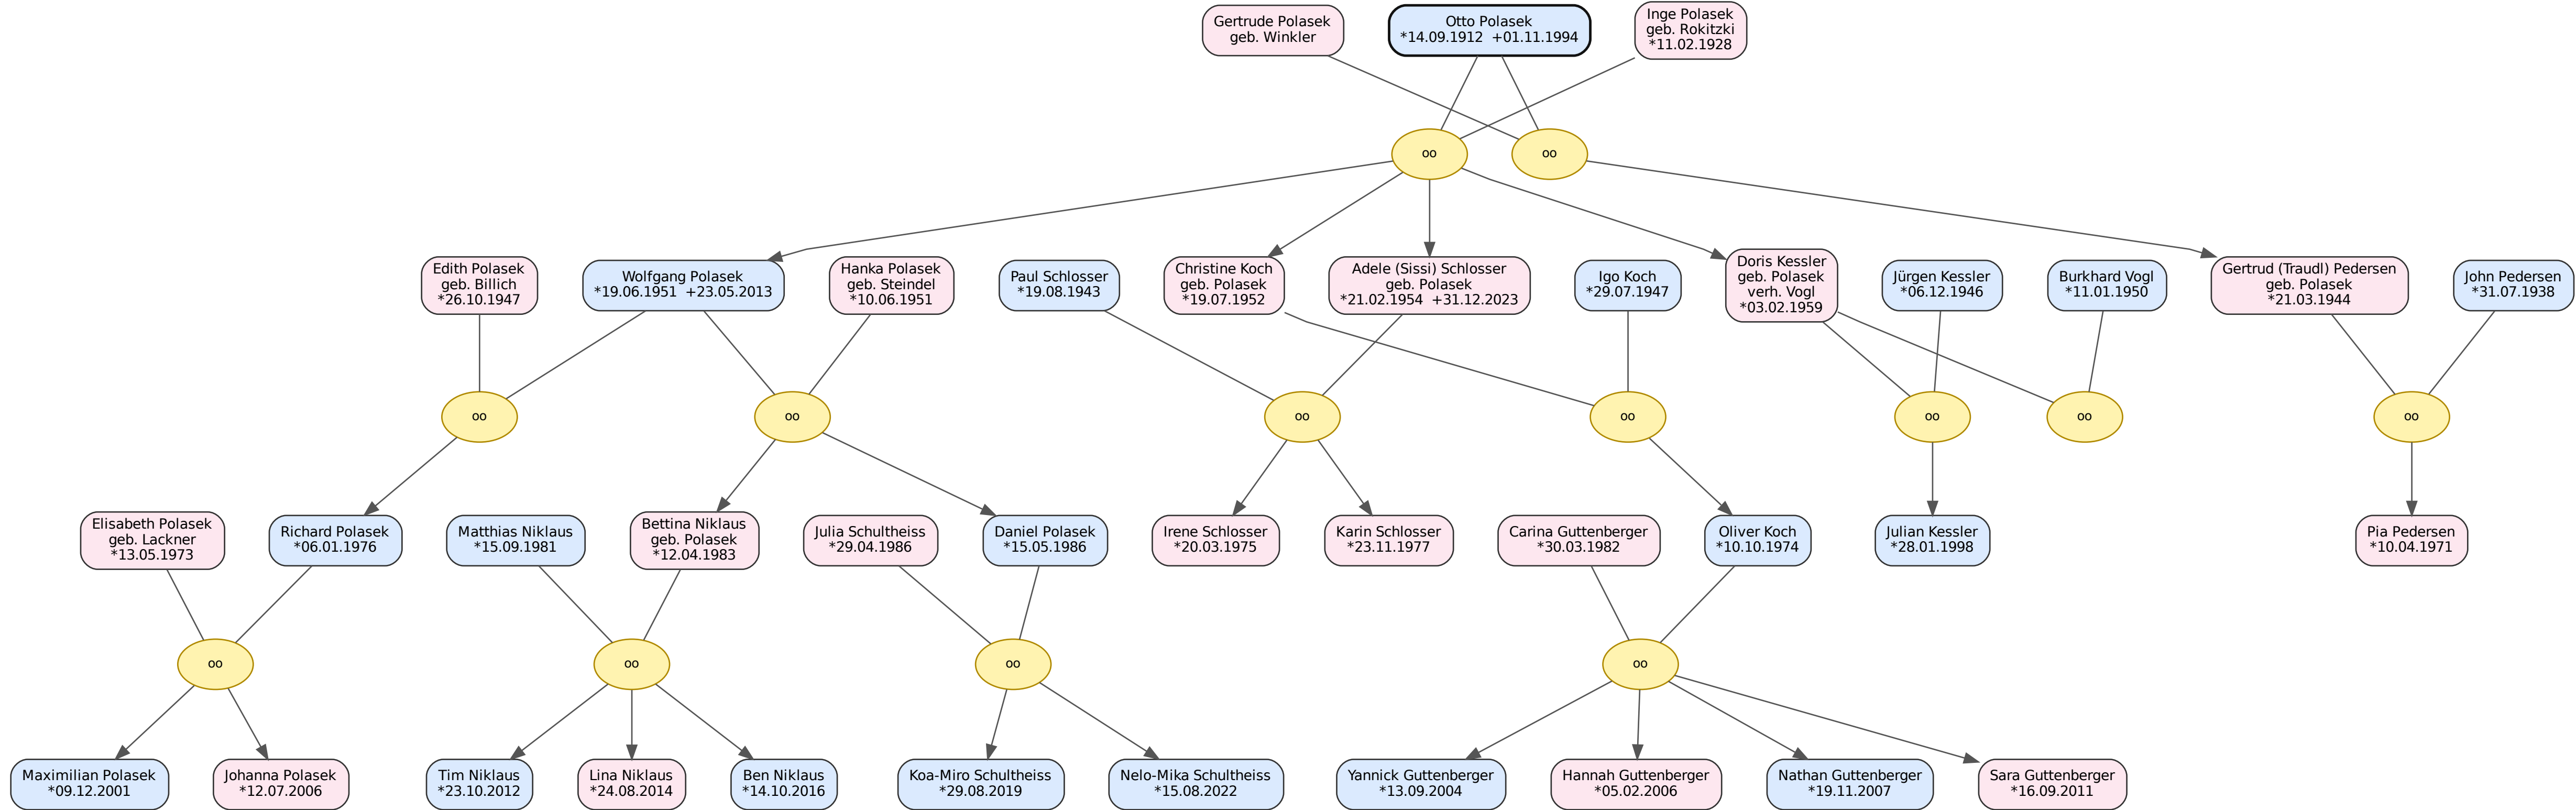 Gertrude Polasek
geb. Winkler
Otto Polasek
*14.09.1912 +01.11.1994
Inge Polasek
geb. Rokitzki
*11.02.1928
oo
oo
Edith Polasek
geb. Billich
*26.10.1947
Wolfgang Polasek
*19.06.1951 +23.05.2013
Hanka Polasek
geb. Steindel
*10.06.1951
Paul Schlosser
*19.08.1943
Christine Koch
geb. Polasek
*19.07.1952
Adele (Sissi) Schlosser
geb. Polasek
*21.02.1954 +31.12.2023
Igo Koch
*29.07.1947
Doris Kessler
geb. Polasek
verh. Vogl
*03.02.1959
Jürgen Kessler
*06.12.1946
Burkhard Vogl
*11.01.1950
Gertrud (Traudl) Pedersen
geb. Polasek
*21.03.1944
John Pedersen
*31.07.1938
oo
oo
oo
oo
oo
oo
oo
Elisabeth Polasek
geb. Lackner
*13.05.1973
Richard Polasek
*06.01.1976
Matthias Niklaus
*15.09.1981
Bettina Niklaus
geb. Polasek
*12.04.1983
Julia Schultheiss
*29.04.1986
Daniel Polasek
*15.05.1986
Irene Schlosser
*20.03.1975
Karin Schlosser
*23.11.1977
Carina Guttenberger
*30.03.1982
Oliver Koch
*10.10.1974
Julian Kessler
*28.01.1998
Pia Pedersen
*10.04.1971
oo
oo
oo
oo
Maximilian Polasek
*09.12.2001
Johanna Polasek
*12.07.2006
Tim Niklaus
*23.10.2012
Lina Niklaus
*24.08.2014
Ben Niklaus
*14.10.2016
Koa-Miro Schultheiss
*29.08.2019
Nelo-Mika Schultheiss
*15.08.2022
Yannick Guttenberger
*13.09.2004
Hannah Guttenberger
*05.02.2006
Nathan Guttenberger
*19.11.2007
Sara Guttenberger
*16.09.2011